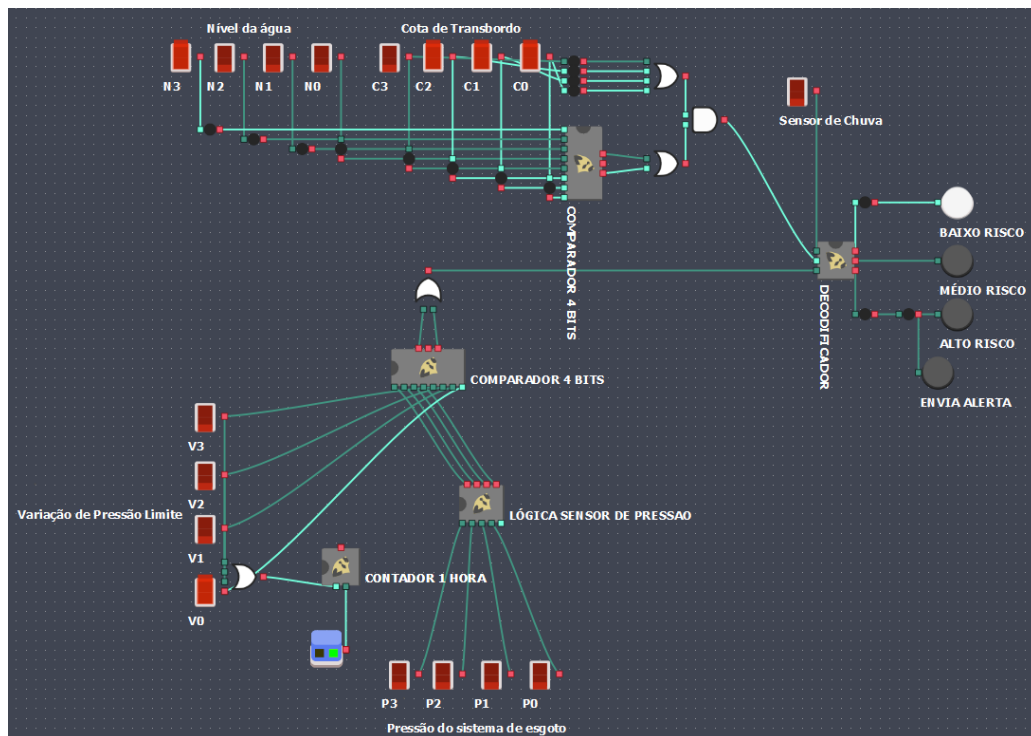 Nível da água
Cota de Transbordo
N3
N2
N1
N0
C3
C2
C1
C0
Sensor de Chuva
COMPARADOR 4 BITS
BAIXO RISCO
MÉDIO RISCO
DECODIFICADOR
ALTO RISCO
ENVIA ALERTA
COMPARADOR 4 BITS
V3
V2
Variação de Pressão Limite
LÓGICA SENSOR DE PRESSAO
V1
CONTADOR 1 HORA
V0
P3
P2
P1
P0
Pressão do sistema de esgoto